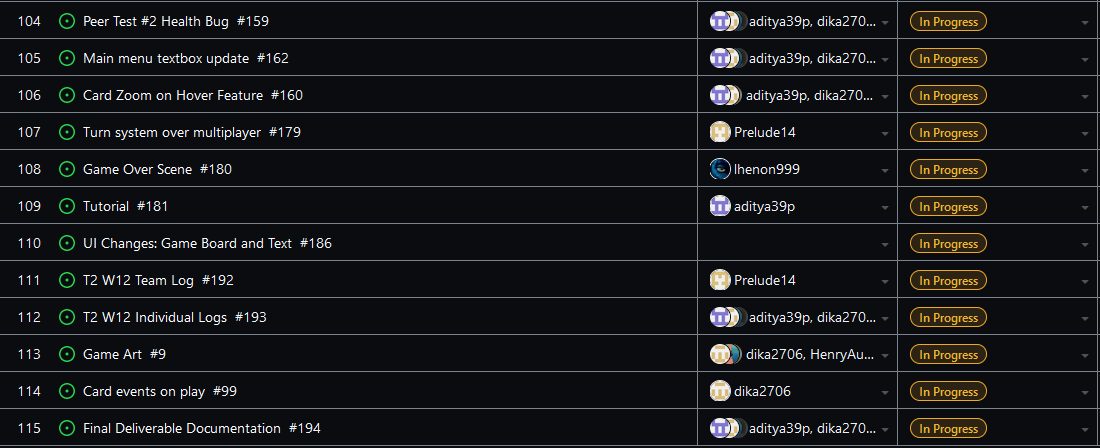 104 Peer Test #2 Health Bug #159 aditya39p, dika270... In Progress
105 Main menu textbox update #162 aditya39p, dika270... In Progress
106 Card Zoom on Hover Feature #160 aditya39p, dika270... In Progress
107 Turn system over multiplayer #179 Prelude14 In Progress
108 Game Over Scene #180 lhenon999 In Progress
109 Tutorial #181 aditya39p In Progress
110 UI Changes: Game Board and Text #186 In Progress
111 T2 W12 Team Log #192 Prelude14 In Progress
112 T2 W12 Individual Logs #193 aditya39p, dika270... In Progress
113 Game Art #9 dika2706, HenryAu... In Progress
114 Card events on play #99 dika2706 In Progress
115 Final Deliverable Documentation #194 aditya39p, dika270... In Progress